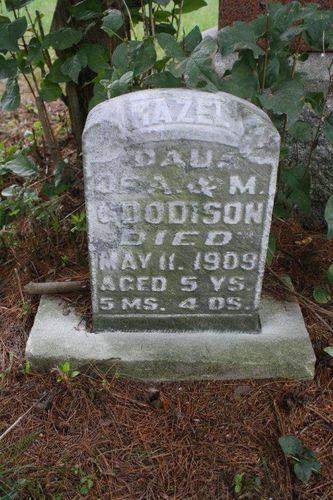 HAZEL
DAU.
OF A. & M.
GOODISON
DIED
MAY 11. 1909
AGED 5 YS.
5 MS. 4 DS.